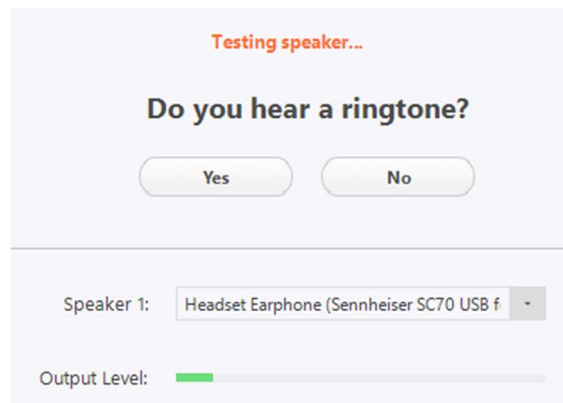 Testing speaker...
Do you hear a ringtone?
Yes No
Speaker 1: Headset Earphone (Sennheiser SC70 USB f
Output Level: